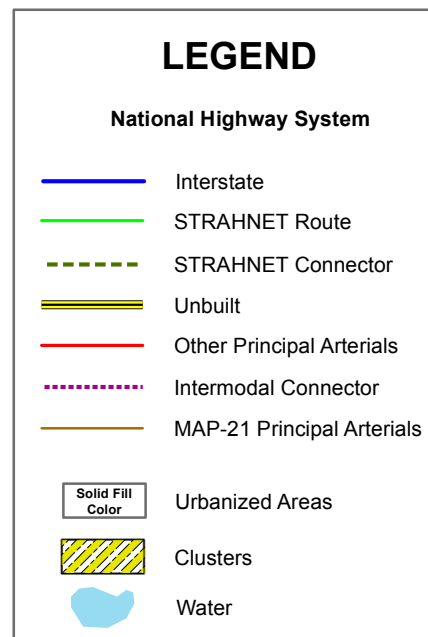 LEGEND
National Highway System
Interstate
STRAHNET Route
STRAHNET Connector
Unbuilt
Other Principal Arterials
Intermodal Connector
MAP-21 Principal Arterials
Solid Fill
Color
Urbanized Areas
Clusters
Water